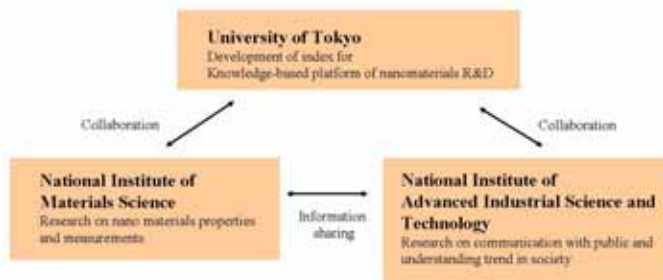 University of Tokyo
Development of index for
Knowledge-based platform of nanomaterials R&D
Collaboration
Collaboration
National Institute of
Materials Science
Research on nano materials properties
and measurements
Information
sharing
National Institute of
Advanced Industrial Science and
Technology
Research on communication with public and
understanding trend in society